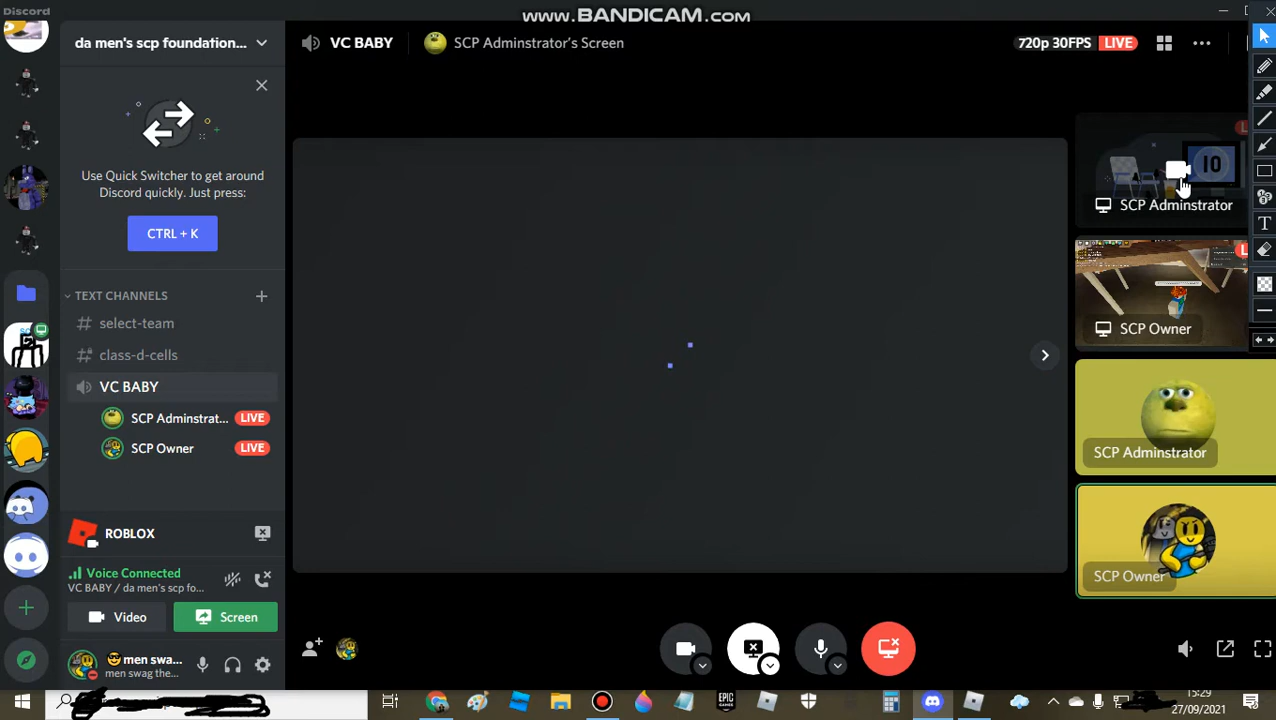 www.BANDICAM.com
Discord
da men's scp foundation...
VC BABY
SCP Adminstrator's Screen
720p 30FPS LIVE
Use Quick Switcher to get around
Discord quickly. Just press:
CTRL + K
TEXT CHANNELS
select-team
class-d-cells
VC BABY
SCP Adminstrat... LIVE
SCP Owner LIVE
ROBLOX
Voice Connected
VC BABY / da men's scp fo...
Video
Screen
men swa...
men swag the...
10
SCP Adminstrator
SCP Owner
SCP Adminstrator
SCP Owner
T
EPIC
GAMES
15:29
27/09/2021